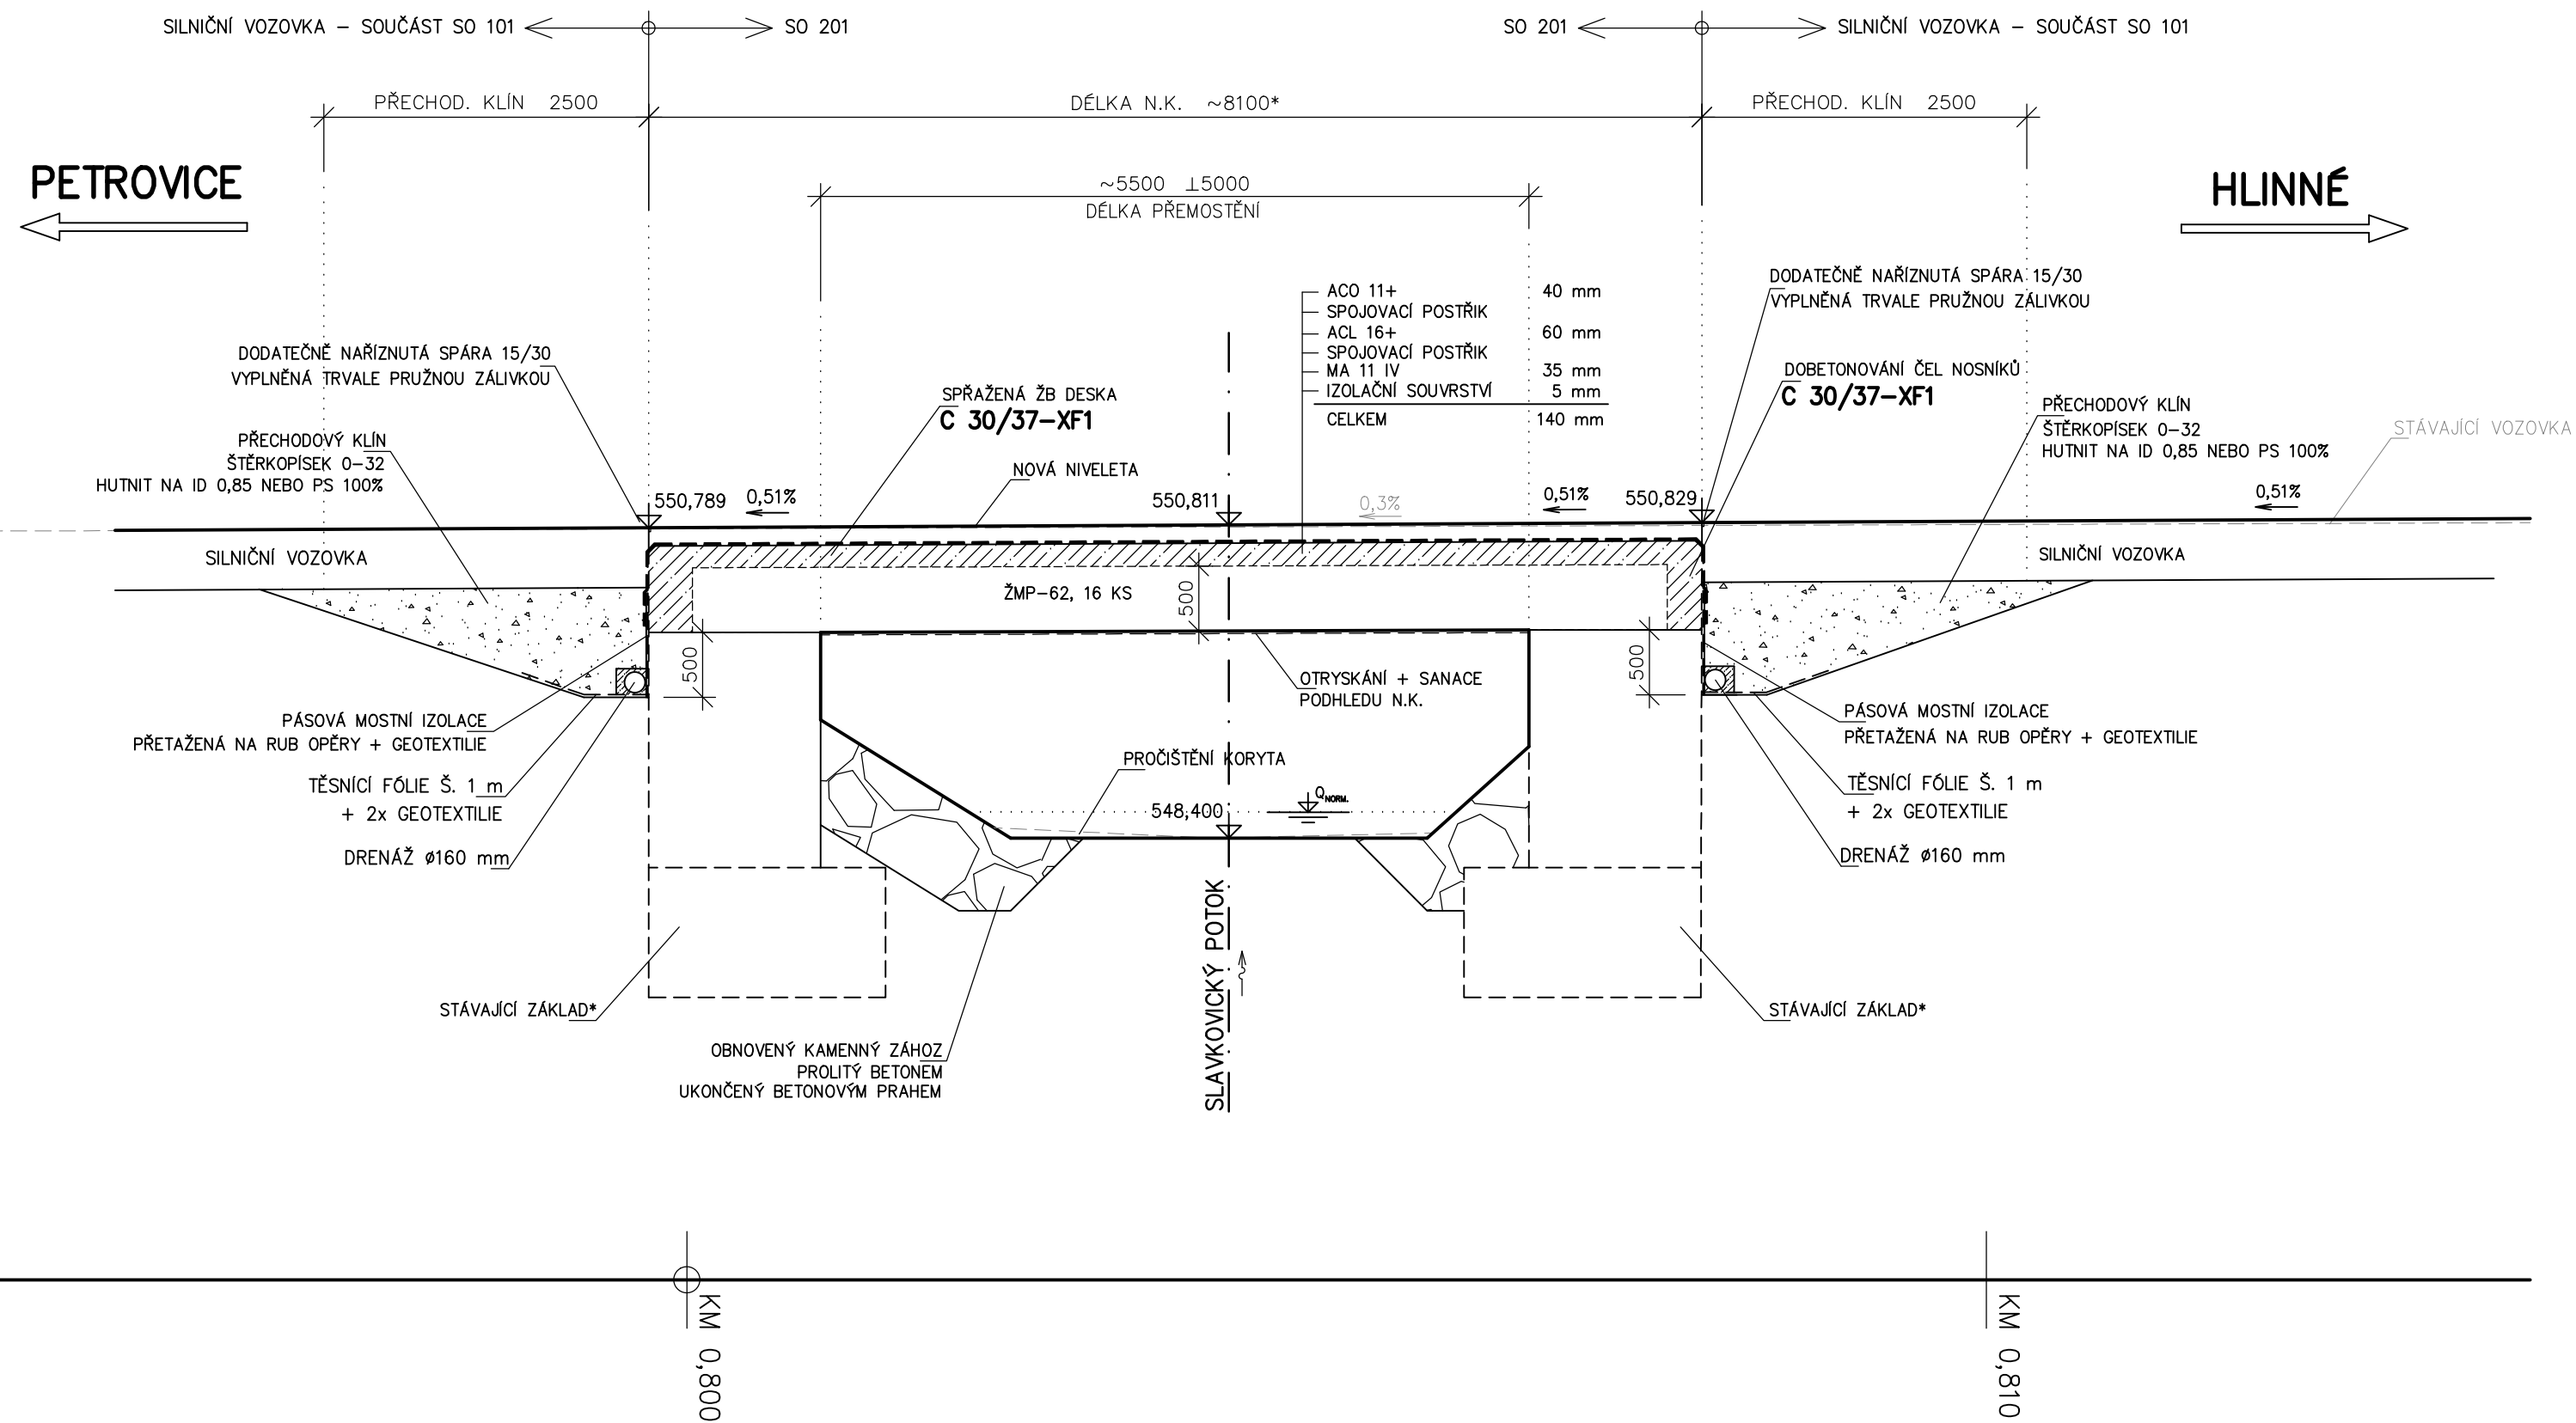 SILNIČNÍ VOZOVKA – SOUČÁST SO 101
SO 201
SO 201
SILNIČNÍ VOZOVKA – SOUČÁST SO 101
PŘECHOD. KLÍN 2500
DÉLKA N.K. ~8100*
PŘECHOD. KLÍN 2500
PETROVICE
HLINNÉ
~5500 ⊥5000
DÉLKA PŘEMOSTĚNÍ
DODATEČNĚ NAŘÍZNUTÁ SPÁRA 15/30
VYPLNĚNÁ TRVALE PRUŽNOU ZÁLIVKOU
ACO 11+ 40 mm
SPOJOVACÍ POSTŘIK
ACL 16+ 60 mm
SPOJOVACÍ POSTŘIK
MA 11 IV 35 mm
IZOLAČNÍ SOUVRSTVÍ 5 mm
CELKEM 140 mm
DODATEČNĚ NAŘÍZNUTÁ SPÁRA 15/30
VYPLNĚNÁ TRVALE PRUŽNOU ZÁLIVKOU
SPŘAŽENÁ ŽB DESKA
C 30/37–XF1
DOBETONOVÁNÍ ČEL NOSNÍKŮ
C 30/37–XF1
PŘECHODOVÝ KLÍN
ŠTĚRKOPÍSEK 0–32
HUTNIT NA ID 0,85 NEBO PS 100%
PŘECHODOVÝ KLÍN
ŠTĚRKOPÍSEK 0–32
HUTNIT NA ID 0,85 NEBO PS 100%
STÁVAJÍCÍ VOZOVKA
NOVÁ NIVELETA
550,789
0,51%
550,811
0,3%
0,51%
550,829
0,51%
SILNIČNÍ VOZOVKA
SILNIČNÍ VOZOVKA
ŽMP–62, 16 KS
500
500
500
OTRYSKÁNÍ + SANACE
PODHLEDU N.K.
PÁSOVÁ MOSTNÍ IZOLACE
PŘETAŽENÁ NA RUB OPĚRY + GEOTEXTILIE
PÁSOVÁ MOSTNÍ IZOLACE
PŘETAŽENÁ NA RUB OPĚRY + GEOTEXTILIE
PROČIŠTĚNÍ KORYTA
TĚSNÍCÍ FÓLIE Š. 1 m
+ 2x GEOTEXTILIE
TĚSNÍCÍ FÓLIE Š. 1 m
+ 2x GEOTEXTILIE
548,400
QNORM.
DRENÁŽ ø160 mm
DRENÁŽ ø160 mm
SLAVKOVICKÝ POTOK
STÁVAJÍCÍ ZÁKLAD*
STÁVAJÍCÍ ZÁKLAD*
OBNOVENÝ KAMENNÝ ZÁHOZ
PROLITÝ BETONEM
UKONČENÝ BETONOVÝM PRAHEM
KM 0,800
KM 0,810